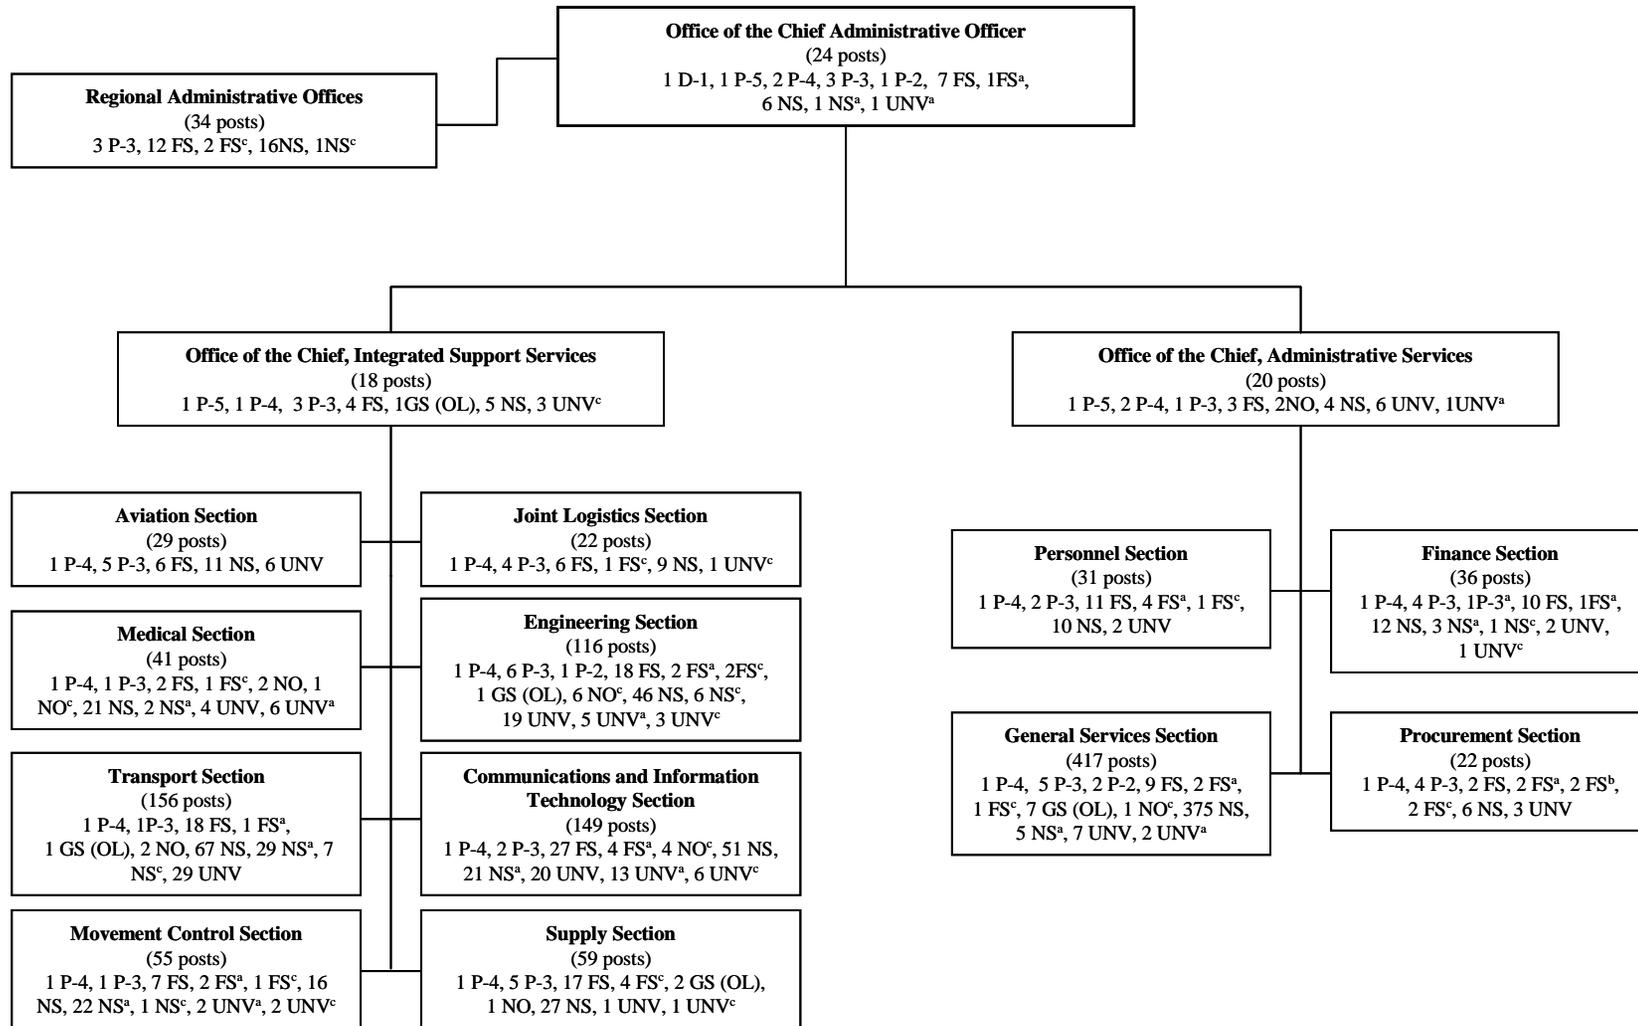 Office of the Chief Administrative Officer
(24 posts)
1 D-1, 1 P-5, 2 P-4, 3 P-3, 1 P-2, 7 FS, 1FSᵃ,
6 NS, 1 NSᵃ, 1 UNVᵃ
Regional Administrative Offices
(34 posts)
3 P-3, 12 FS, 2 FSᶜ, 16NS, 1NSᶜ
Office of the Chief, Integrated Support Services
(18 posts)
1 P-5, 1 P-4, 3 P-3, 4 FS, 1GS (OL), 5 NS, 3 UNVᶜ
Office of the Chief, Administrative Services
(20 posts)
1 P-5, 2 P-4, 1 P-3, 3 FS, 2NO, 4 NS, 6 UNV, 1UNVᵃ
Aviation Section
(29 posts)
1 P-4, 5 P-3, 6 FS, 11 NS, 6 UNV
Joint Logistics Section
(22 posts)
1 P-4, 4 P-3, 6 FS, 1 FSᶜ, 9 NS, 1 UNVᶜ
Medical Section
(41 posts)
1 P-4, 1 P-3, 2 FS, 1 FSᶜ, 2 NO, 1
NOᶜ, 21 NS, 2 NSᵃ, 4 UNV, 6 UNVᵃ
Engineering Section
(116 posts)
1 P-4, 6 P-3, 1 P-2, 18 FS, 2 FSᵃ, 2FSᶜ,
1 GS (OL), 6 NOᶜ, 46 NS, 6 NSᶜ,
19 UNV, 5 UNVᵃ, 3 UNVᶜ
Transport Section
(156 posts)
1 P-4, 1P-3, 18 FS, 1 FSᵃ,
1 GS (OL), 2 NO, 67 NS, 29 NSᵃ, 7
NSᶜ, 29 UNV
Communications and Information
Technology Section
(149 posts)
1 P-4, 2 P-3, 27 FS, 4 FSᵃ, 4 NOᶜ, 51 NS,
21 NSᵃ, 20 UNV, 13 UNVᵃ, 6 UNVᶜ
Movement Control Section
(55 posts)
1 P-4, 1 P-3, 7 FS, 2 FSᵃ, 1 FSᶜ, 16
NS, 22 NSᵃ, 1 NSᶜ, 2 UNVᵃ, 2 UNVᶜ
Supply Section
(59 posts)
1 P-4, 5 P-3, 17 FS, 4 FSᶜ, 2 GS (OL),
1 NO, 27 NS, 1 UNV, 1 UNVᶜ
Personnel Section
(31 posts)
1 P-4, 2 P-3, 11 FS, 4 FSᵃ, 1 FSᶜ,
10 NS, 2 UNV
Finance Section
(36 posts)
1 P-4, 4 P-3, 1P-3ᵃ, 10 FS, 1FSᵃ,
12 NS, 3 NSᵃ, 1 NSᶜ, 2 UNV,
1 UNVᶜ
General Services Section
(417 posts)
1 P-4, 5 P-3, 2 P-2, 9 FS, 2 FSᵃ,
1 FSᶜ, 7 GS (OL), 1 NOᶜ, 375 NS,
5 NSᵃ, 7 UNV, 2 UNVᵃ
Procurement Section
(22 posts)
1 P-4, 4 P-3, 2 FS, 2 FSᵃ, 2 FSᵇ,
2 FSᶜ, 6 NS, 3 UNV